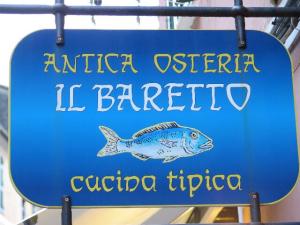 ANTICA OSTERIA
IL BARETTO
cucina tipica